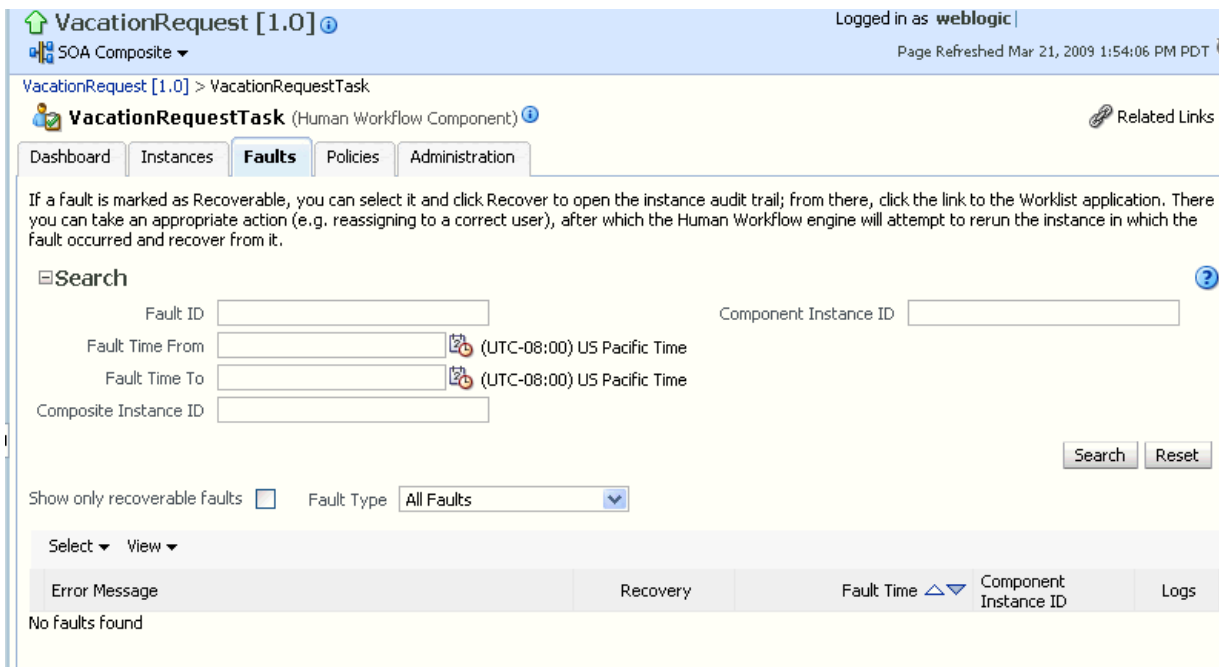 VacationRequest [1.0]
Logged in as weblogic
SOA Composite
Page Refreshed Mar 21, 2009 1:54:06 PM PDT
VacationRequest [1.0] > VacationRequestTask
VacationRequestTask (Human Workflow Component)
Related Links
Dashboard Instances Faults Policies Administration
If a fault is marked as Recoverable, you can select it and click Recover to open the instance audit trail; from there, click the link to the Worklist application. There
you can take an appropriate action (e.g. reassigning to a correct user), after which the Human Workflow engine will attempt to rerun the instance in which the
fault occurred and recover from it.
Search
Fault ID
Component Instance ID
Fault Time From (UTC-08:00) US Pacific Time
Fault Time To (UTC-08:00) US Pacific Time
Composite Instance ID
Search Reset
Show only recoverable faults Fault Type All Faults
Select View
Error Message Recovery Fault Time Component Instance ID Logs
No faults found